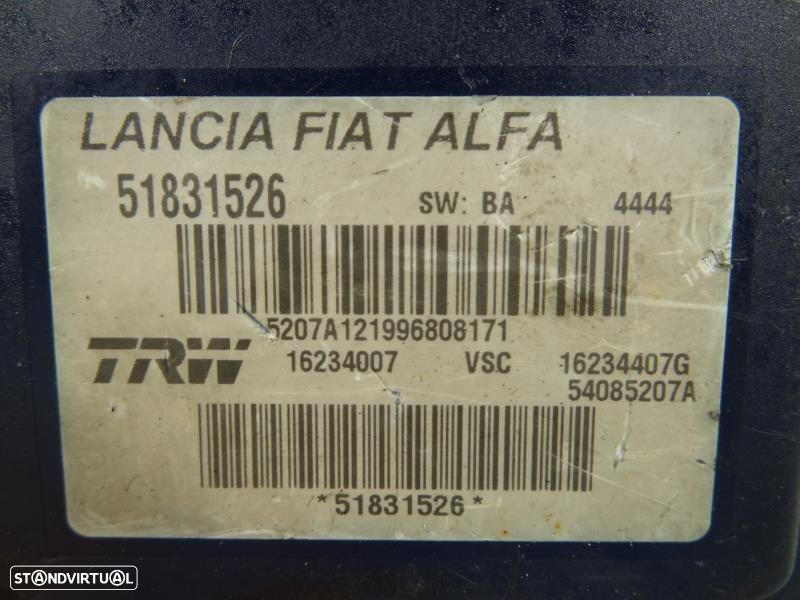 LANCIA FIAT ALFA
51831526 SW: BA 4444
5207A121996808171
TRW 16234007 VSC 16234407G
54085207A
*51831526*
STANDVIRTUAL